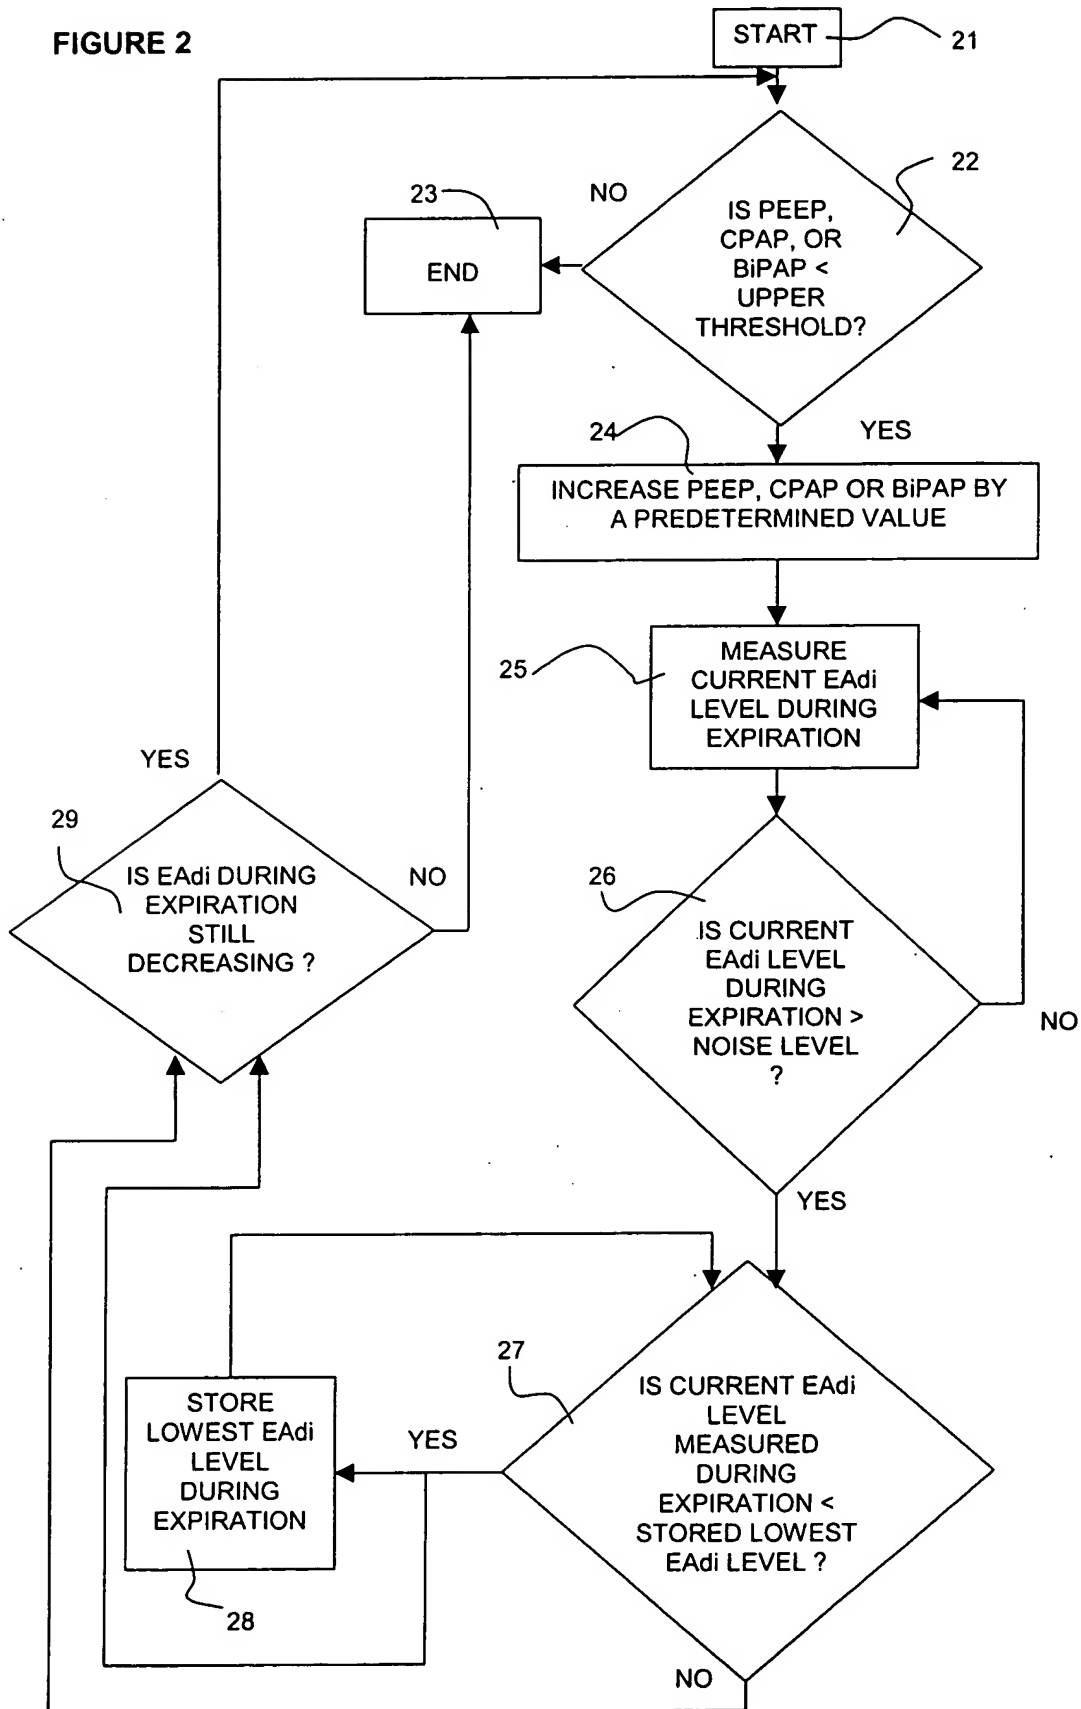 FIGURE 2
START
21
22
NO
23
END
IS PEEP,
CPAP, OR
BiPAP <
UPPER
THRESHOLD?
24
YES
INCREASE PEEP, CPAP OR BiPAP BY
A PREDETERMINED VALUE
25
MEASURE
CURRENT EAdi
LEVEL DURING
EXPIRATION
YES
29
IS EAdi DURING
EXPIRATION
STILL
DECREASING ?
NO
26
IS CURRENT
EAdi LEVEL
DURING
EXPIRATION >
NOISE LEVEL
?
NO
YES
27
IS CURRENT EAdi
LEVEL
MEASURED
DURING
EXPIRATION <
STORED LOWEST
EAdi LEVEL ?
YES
STORE
LOWEST EAdi
LEVEL
DURING
EXPIRATION
28
NO